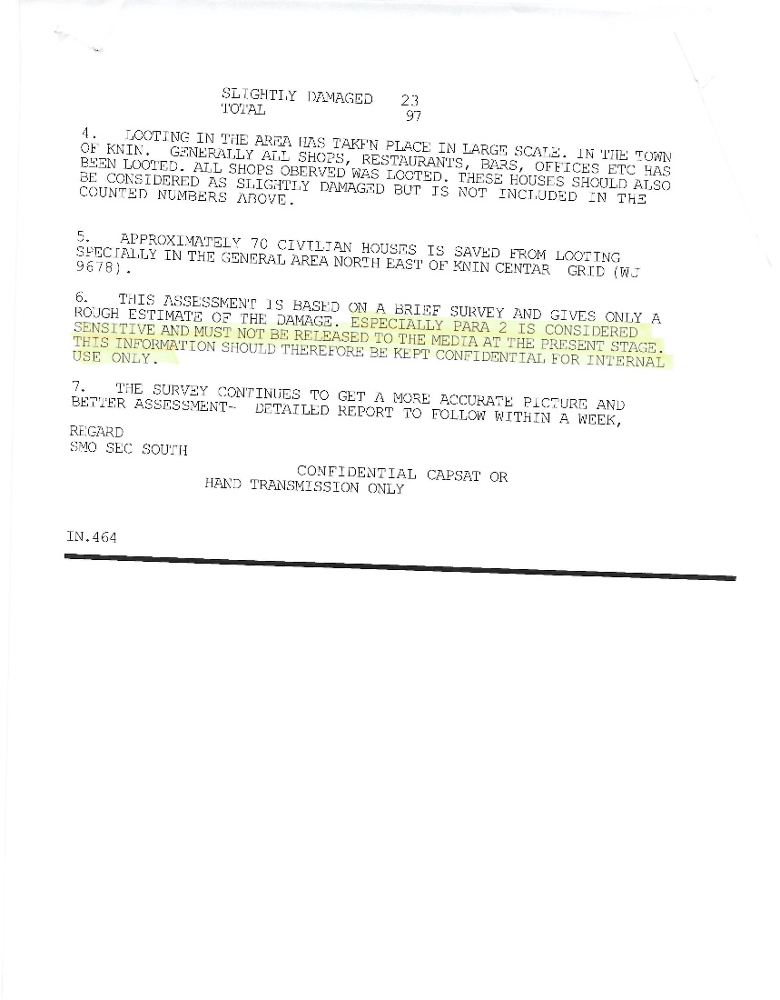 SLIGHTLY DAMAGED 23
TOTAL 97
4. LOOTING IN THE AREA HAS TAKEN PLACE IN LARGE SCALE. IN THE TOWN
OF KNIN. GENERALLY ALL SHOPS, RESTAURANTS, BARS, OFFICES ETC HAS
BEEN LOOTED. ALL SHOPS OBERVED WAS LOOTED. THESE HOUSES SHOULD ALSO
BE CONSIDERED AS SLIGHTLY DAMAGED BUT IS NOT INCLUDED IN THE
COUNTED NUMBERS ABOVE.
5. APPROXIMATELY 70 CIVILIAN HOUSES IS SAVED FROM LOOTING
SPECIALLY IN THE GENERAL AREA NORTH EAST OF KNIN CENTAR GRID (WJ
9678).
6. THIS ASSESSMENT IS BASED ON A BRIEF SURVEY AND GIVES ONLY A
ROUGH ESTIMATE OF THE DAMAGE. ESPECIALLY PARA 2 IS CONSIDERED
SENSITIVE AND MUST NOT BE RELEASED TO THE MEDIA AT THE PRESENT STAGE.
THIS INFORMATION SHOULD THEREFORE BE KEPT CONFIDENTIAL FOR INTERNAL
USE ONLY.
7. THE SURVEY CONTINUES TO GET A MORE ACCURATE PICTURE AND
BETTER ASSESSMENT- DETAILED REPORT TO FOLLOW WITHIN A WEEK,
REGARD
SMO SEC SOUTH
CONFIDENTIAL CAPSAT OR
HAND TRANSMISSION ONLY
IN.464